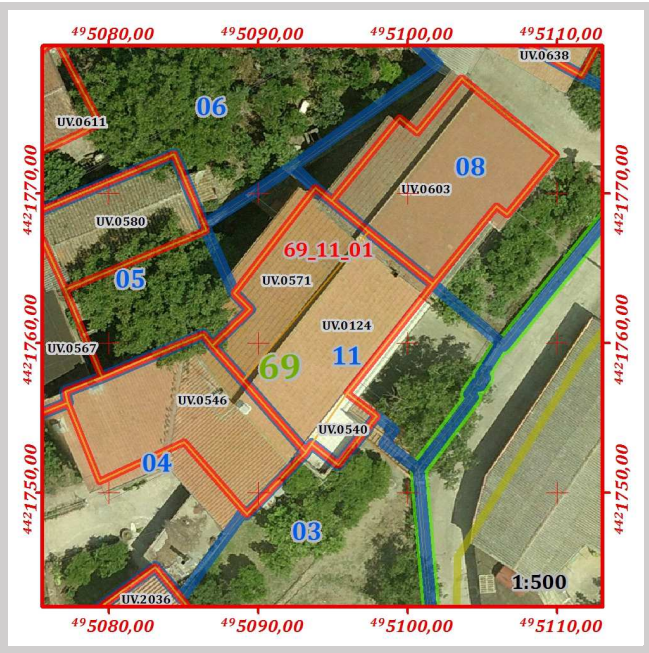 ⁴⁹5080,00 ⁴⁹5090,00 ⁴⁹5100,00 ⁴⁹5110,00
UV.0638
06
UV.0611
⁴⁴²1770,00
08
⁴⁴²1770,00
UV.0603
UV.0580
69_11_01
05
UV.0571
UV.0124
UV.0567
11
69
⁴⁴²1760,00
⁴⁴²1760,00
UV.0546
UV.0540
04
⁴⁴²1750,00
⁴⁴²1750,00
03
1:500
UV.2036
⁴⁹5080,00 ⁴⁹5090,00 ⁴⁹5100,00 ⁴⁹5110,00